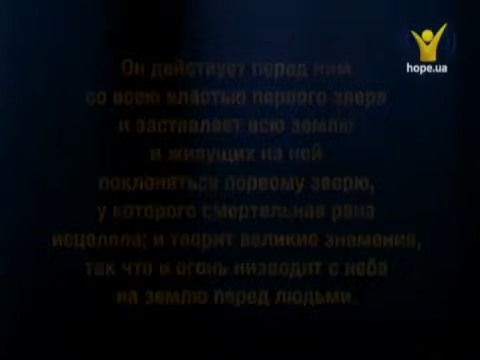 hope.ua
Он действует перед ним
со всею властью первого зверя
и заставляет всю землю
и живущих на ней
поклоняться первому зверю,
у которого смертельная рана
исцелела; и творит великие знамения,
так что и огонь низводит с неба
на землю перед людьми.